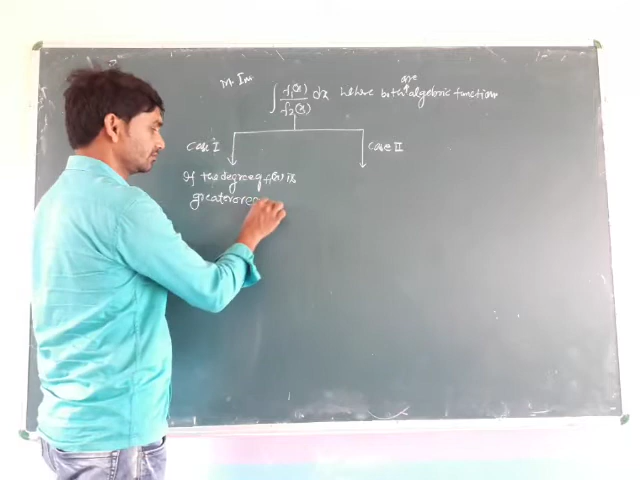 ∫ f₁(x)/f₂(x) dx where both are algebric function
case I
case II
If the degree of f₁(x) is
greater or eq